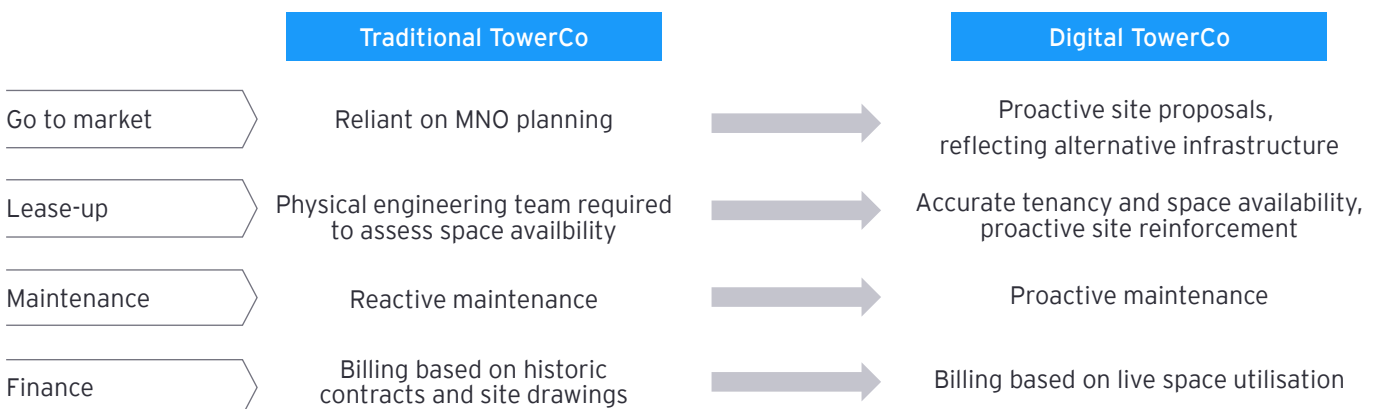 Traditional TowerCo
Digital TowerCo
Go to market
Reliant on MNO planning
Proactive site proposals,
reflecting alternative infrastructure
Lease-up
Physical engineering team required
to assess space availbility
Accurate tenancy and space availability,
proactive site reinforcement
Maintenance
Reactive maintenance
Proactive maintenance
Finance
Billing based on historic
contracts and site drawings
Billing based on live space utilisation